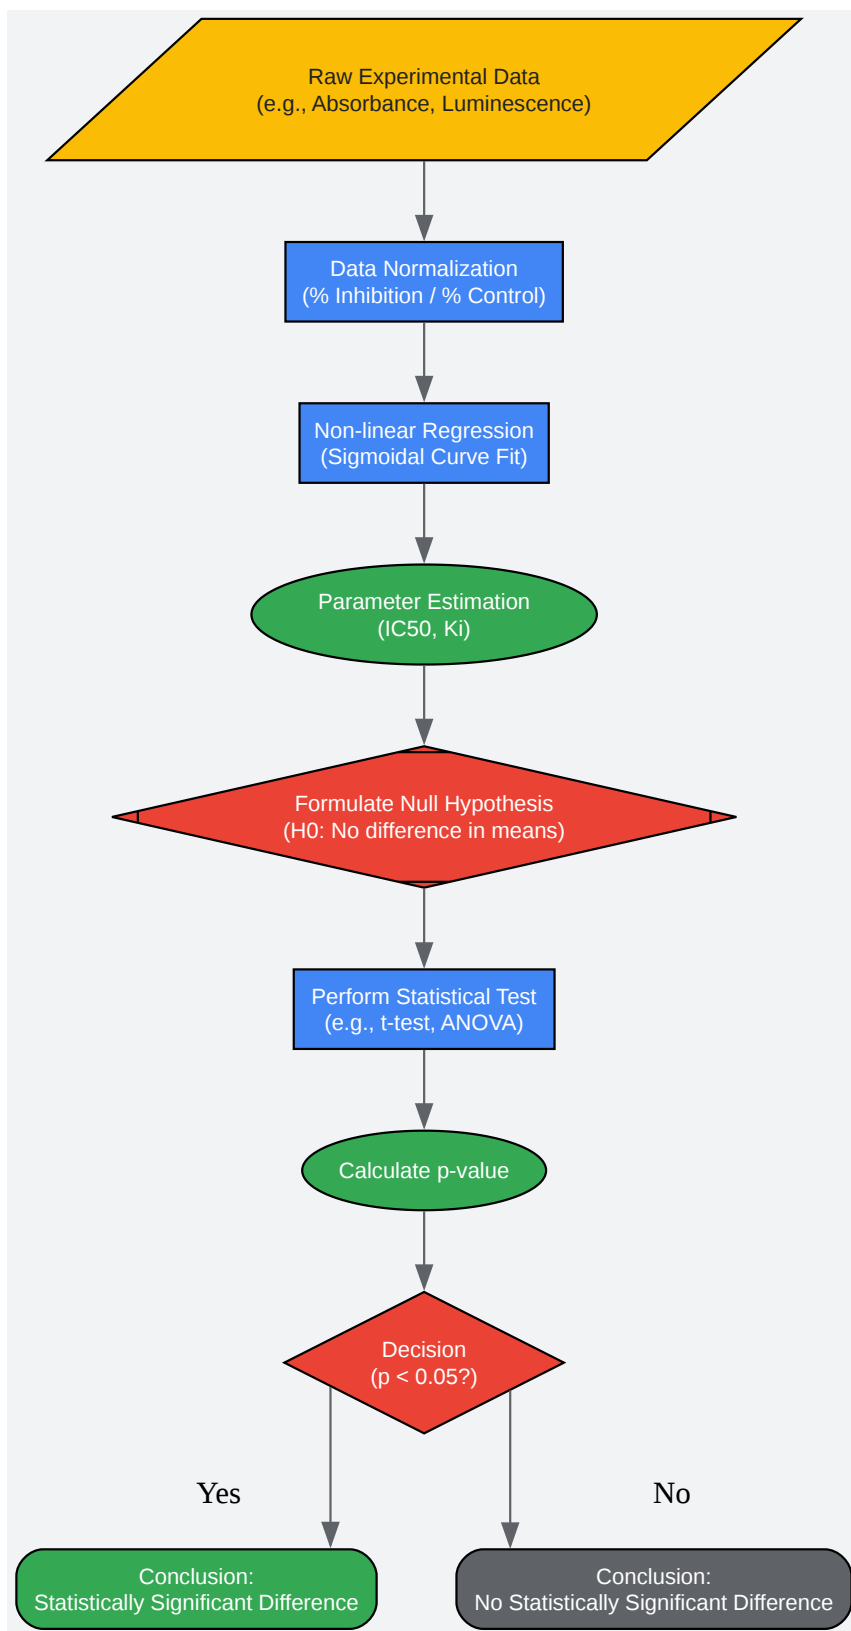 Raw Experimental Data
(e.g., Absorbance, Luminescence)
Data Normalization
(% Inhibition / % Control)
Non-linear Regression
(Sigmoidal Curve Fit)
Parameter Estimation
(IC50, Ki)
Formulate Null Hypothesis
(H0: No difference in means)
Perform Statistical Test
(e.g., t-test, ANOVA)
Calculate p-value
Decision
(p < 0.05?)
Yes
No
Conclusion:
Statistically Significant Difference
Conclusion:
No Statistically Significant Difference